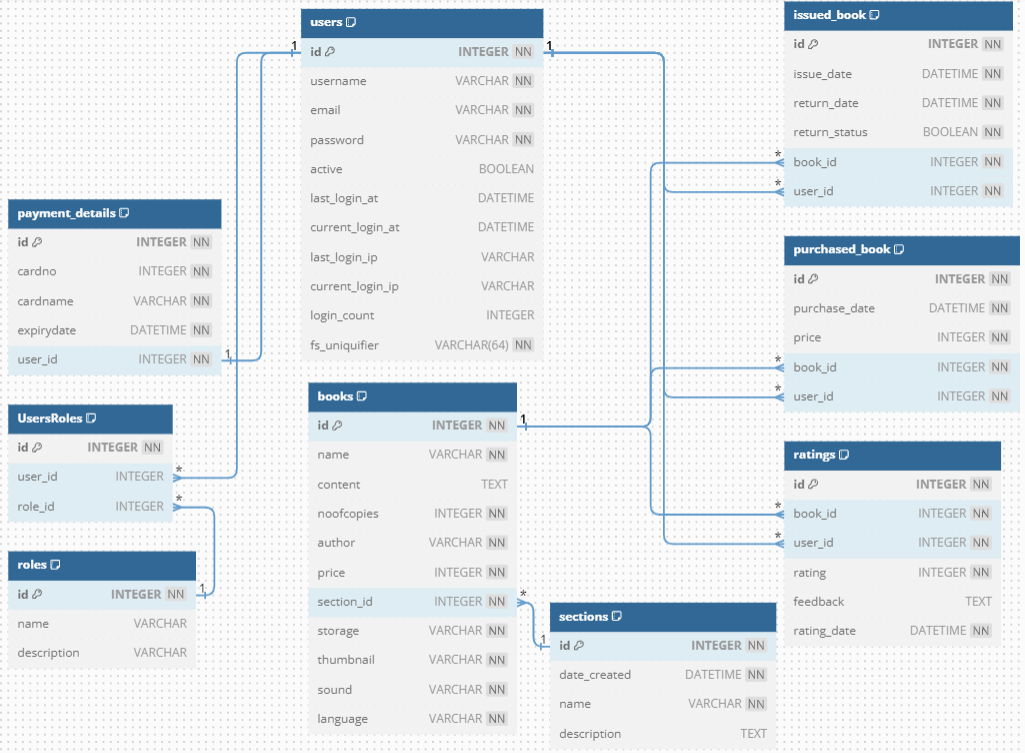 users
id INTEGER NN
username VARCHAR NN
email VARCHAR NN
password VARCHAR NN
active BOOLEAN
last_login_at DATETIME
current_login_at DATETIME
last_login_ip VARCHAR
current_login_ip VARCHAR
login_count INTEGER
fs_uniquifier VARCHAR(64) NN
1
1
issued_book
id INTEGER NN
issue_date DATETIME NN
return_date DATETIME NN
return_status BOOLEAN NN
* book_id INTEGER NN
* user_id INTEGER NN
payment_details
id INTEGER NN
cardno INTEGER NN
cardname VARCHAR NN
expirydate DATETIME NN
user_id INTEGER NN 1
purchased_book
id INTEGER NN
purchase_date DATETIME NN
price INTEGER NN
* book_id INTEGER NN
* user_id INTEGER NN
UsersRoles
id INTEGER NN
user_id INTEGER *
role_id INTEGER *
books
id INTEGER NN 1
name VARCHAR NN
content TEXT
noofcopies INTEGER NN
author VARCHAR NN
price INTEGER NN
section_id INTEGER NN *
storage VARCHAR NN
thumbnail VARCHAR NN
sound VARCHAR NN
language VARCHAR NN
ratings
id INTEGER NN
* book_id INTEGER NN
* user_id INTEGER NN
rating INTEGER NN
feedback TEXT
rating_date DATETIME NN
roles
id INTEGER NN 1
name VARCHAR
description VARCHAR
sections
1 id INTEGER NN
date_created DATETIME NN
name VARCHAR NN
description TEXT